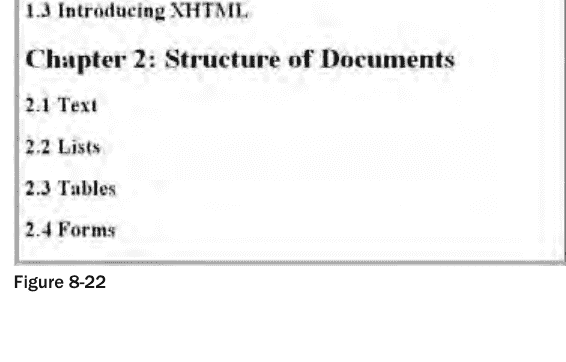 1.3 Introducing XHTML
Chapter 2: Structure of Documents
2.1 Text
2.2 Lists
2.3 Tables
2.4 Forms
Figure 8-22